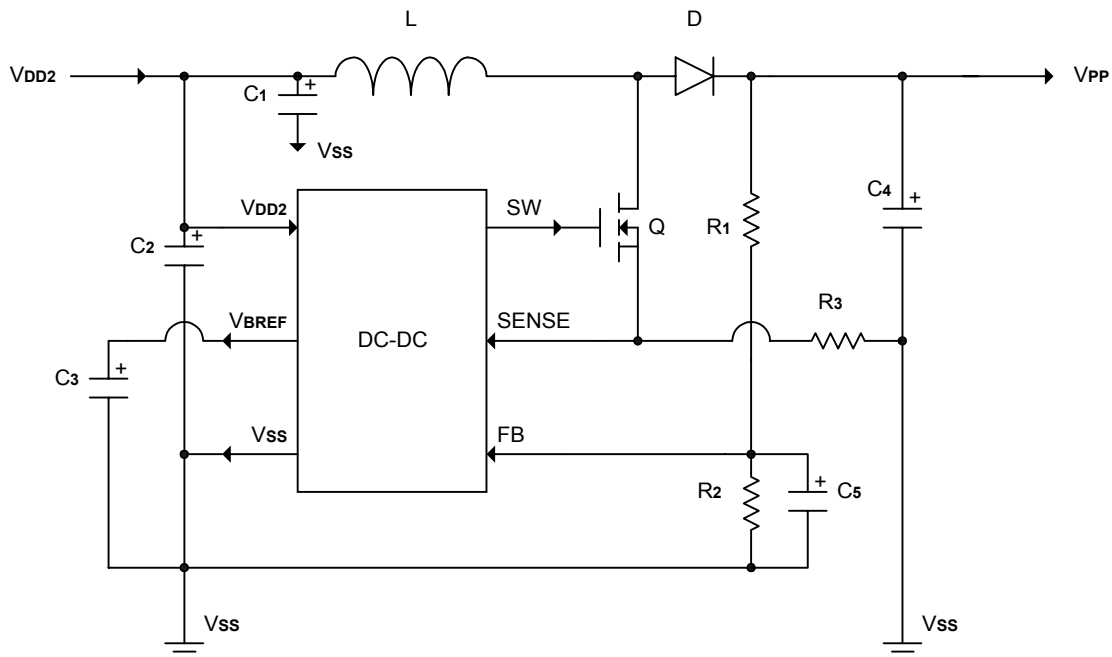 L
D
VDD2
C1
+
VPP
VSS
C4
+
VDD2
SW
C2
+
Q
R1
R3
VBREF
SENSE
DC-DC
C3
+
VSS
FB
R2
+
C5
VSS
VSS